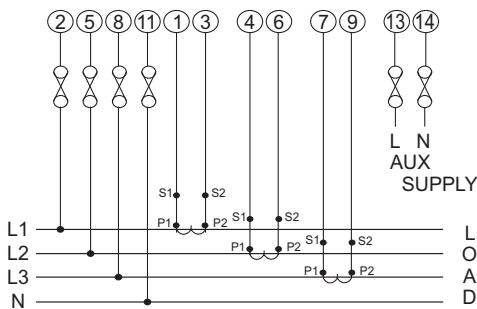 2 5 8 11 1 3 4 6 7 9 13 14
L N
AUX
SUPPLY
S1 S2
P1 P2
S1 S2
P1 P2
S1 S2
P1 P2
L1
L2
L3
N
L
O
A
D